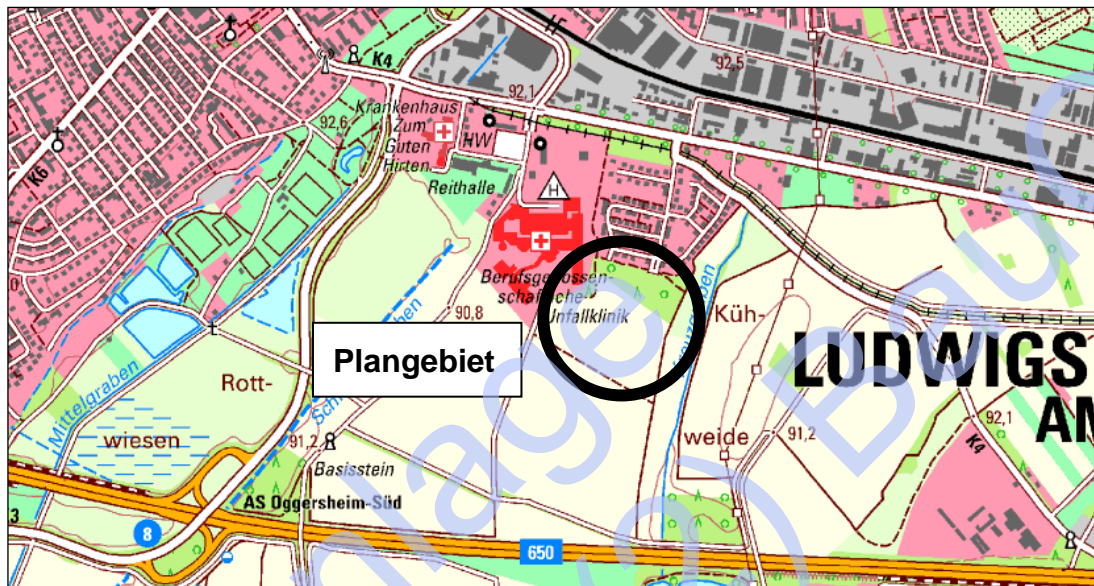 K4
92,5
92,1
Krankenhaus
Zum
Guten
Hirten
92,6
HW
K6
Reithalle
H
Berufsgenossen-
schaftliche
Unfallklinik
90,8
Plangebiet
Küh-
LUDWIGS
AM
Rott-
Mittelgraben
wiesen
weide
91,2
92,1
K4
91,2
Basisstein
AS Oggersheim-Süd
8
650